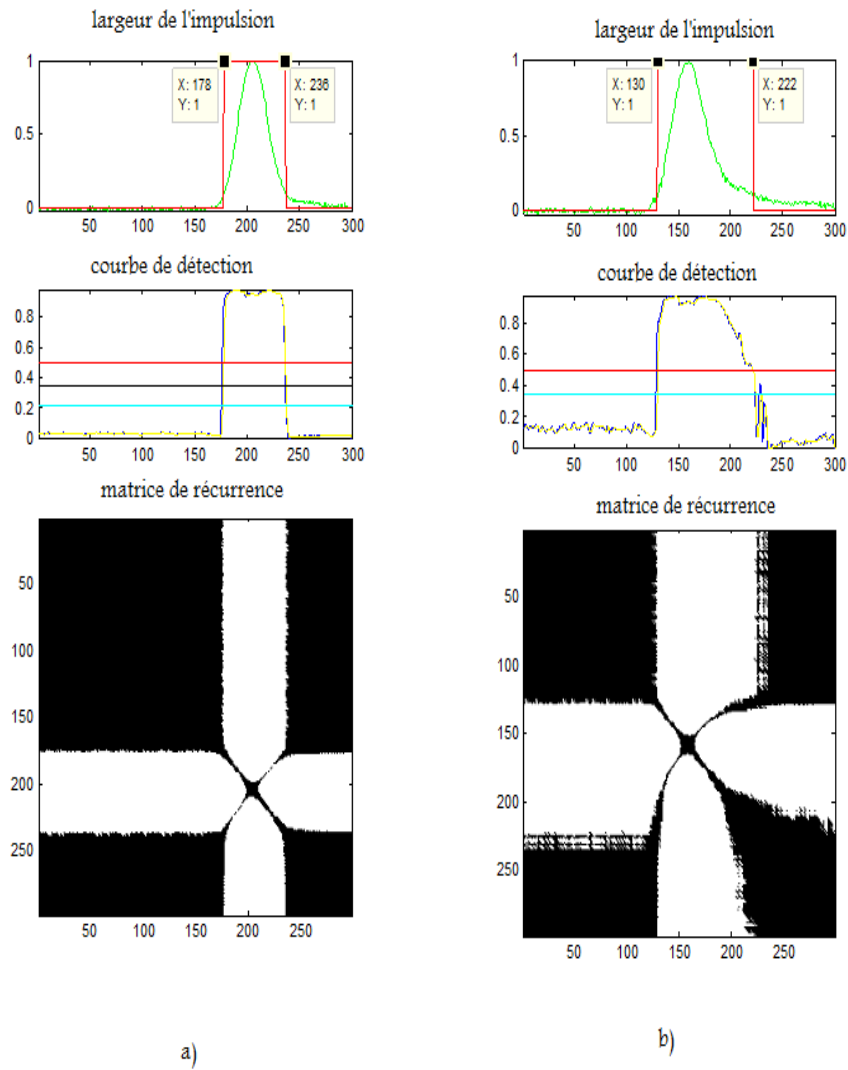 largeur de l'impulsion
1
0.5
0
X: 178
Y: 1
X: 236
Y: 1
50 100 150 200 250 300
courbe de détection
0.8
0.6
0.4
0.2
0
50 100 150 200 250 300
matrice de récurrence
50
100
150
200
250
50 100 150 200 250
a)
largeur de l'impulsion
1
0.5
0
X: 130
Y: 1
X: 222
Y: 1
50 100 150 200 250 300
courbe de détection
0.8
0.6
0.4
0.2
0
50 100 150 200 250 300
matrice de récurrence
50
100
150
200
250
50 100 150 200 250
b)